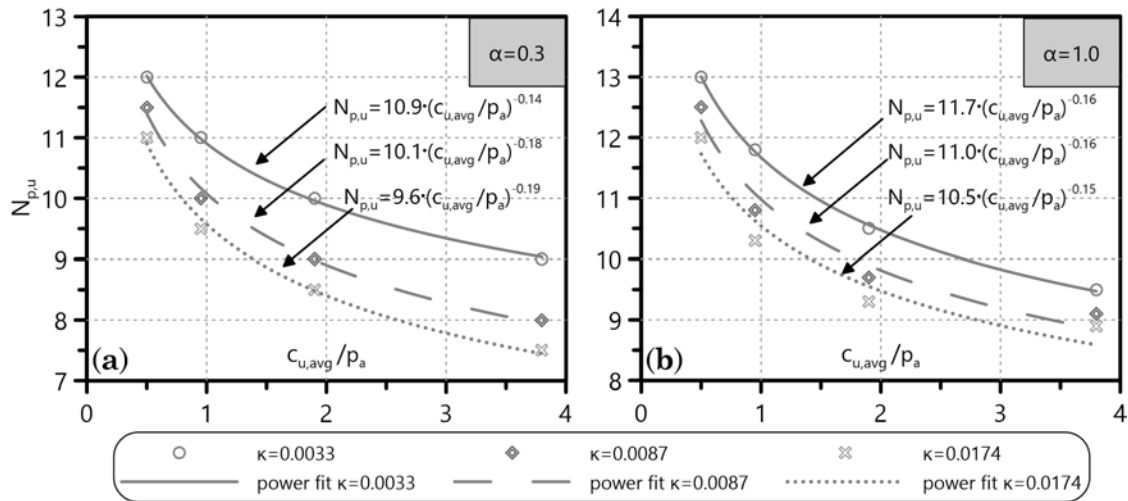 13
12
11
10
9
8
7
N_p,u
α=0.3
N_p,u=10.9·(c_u,avg/p_a)^-0.14
N_p,u=10.1·(c_u,avg/p_a)^-0.18
N_p,u=9.6·(c_u,avg/p_a)^-0.19
(a)
c_u,avg/p_a
0 1 2 3 4
14
13
12
11
10
9
8
α=1.0
N_p,u=11.7·(c_u,avg/p_a)^-0.16
N_p,u=11.0·(c_u,avg/p_a)^-0.16
N_p,u=10.5·(c_u,avg/p_a)^-0.15
(b)
c_u,avg/p_a
0 1 2 3 4
κ=0.0033 κ=0.0087 κ=0.0174
power fit κ=0.0033 power fit κ=0.0087 power fit κ=0.0174